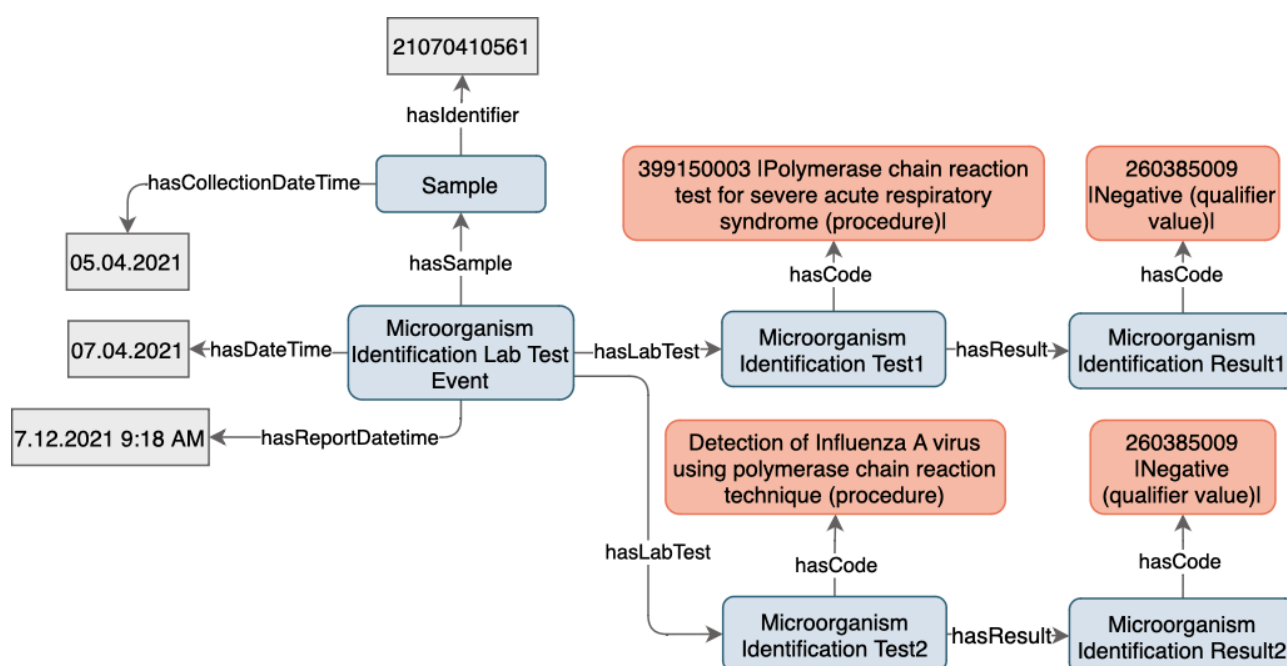 21070410561
hasIdentifier
Sample
hasCollectionDateTime
05.04.2021
hasSample
399150003 |Polymerase chain reaction
test for severe acute respiratory
syndrome (procedure)|
260385009
|Negative (qualifier
value)|
hasCode
hasCode
07.04.2021
hasDateTime
Microorganism
Identification Lab Test
Event
hasLabTest
Microorganism
Identification Test1
hasResult
Microorganism
Identification Result1
7.12.2021 9:18 AM
hasReportDatetime
Detection of Influenza A virus
using polymerase chain reaction
technique (procedure)
260385009
|Negative
(qualifier value)|
hasLabTest
hasCode
hasCode
Microorganism
Identification Test2
hasResult
Microorganism
Identification Result2